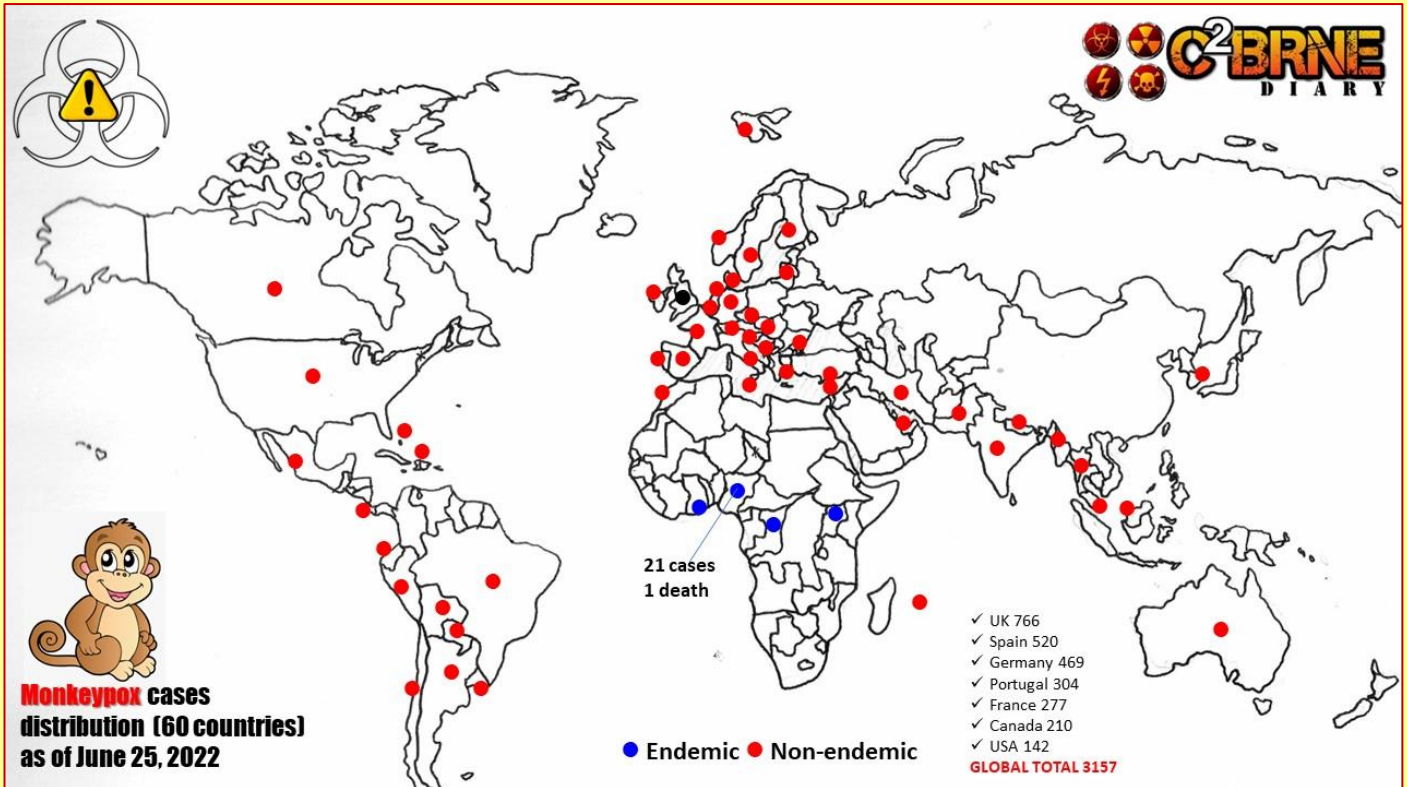 C²BRNE
DIARY
21 cases
1 death
✓ UK 766
✓ Spain 520
✓ Germany 469
✓ Portugal 304
✓ France 277
✓ Canada 210
✓ USA 142
GLOBAL TOTAL 3157
Monkeypox cases
distribution (60 countries)
as of June 25, 2022
Endemic Non-endemic